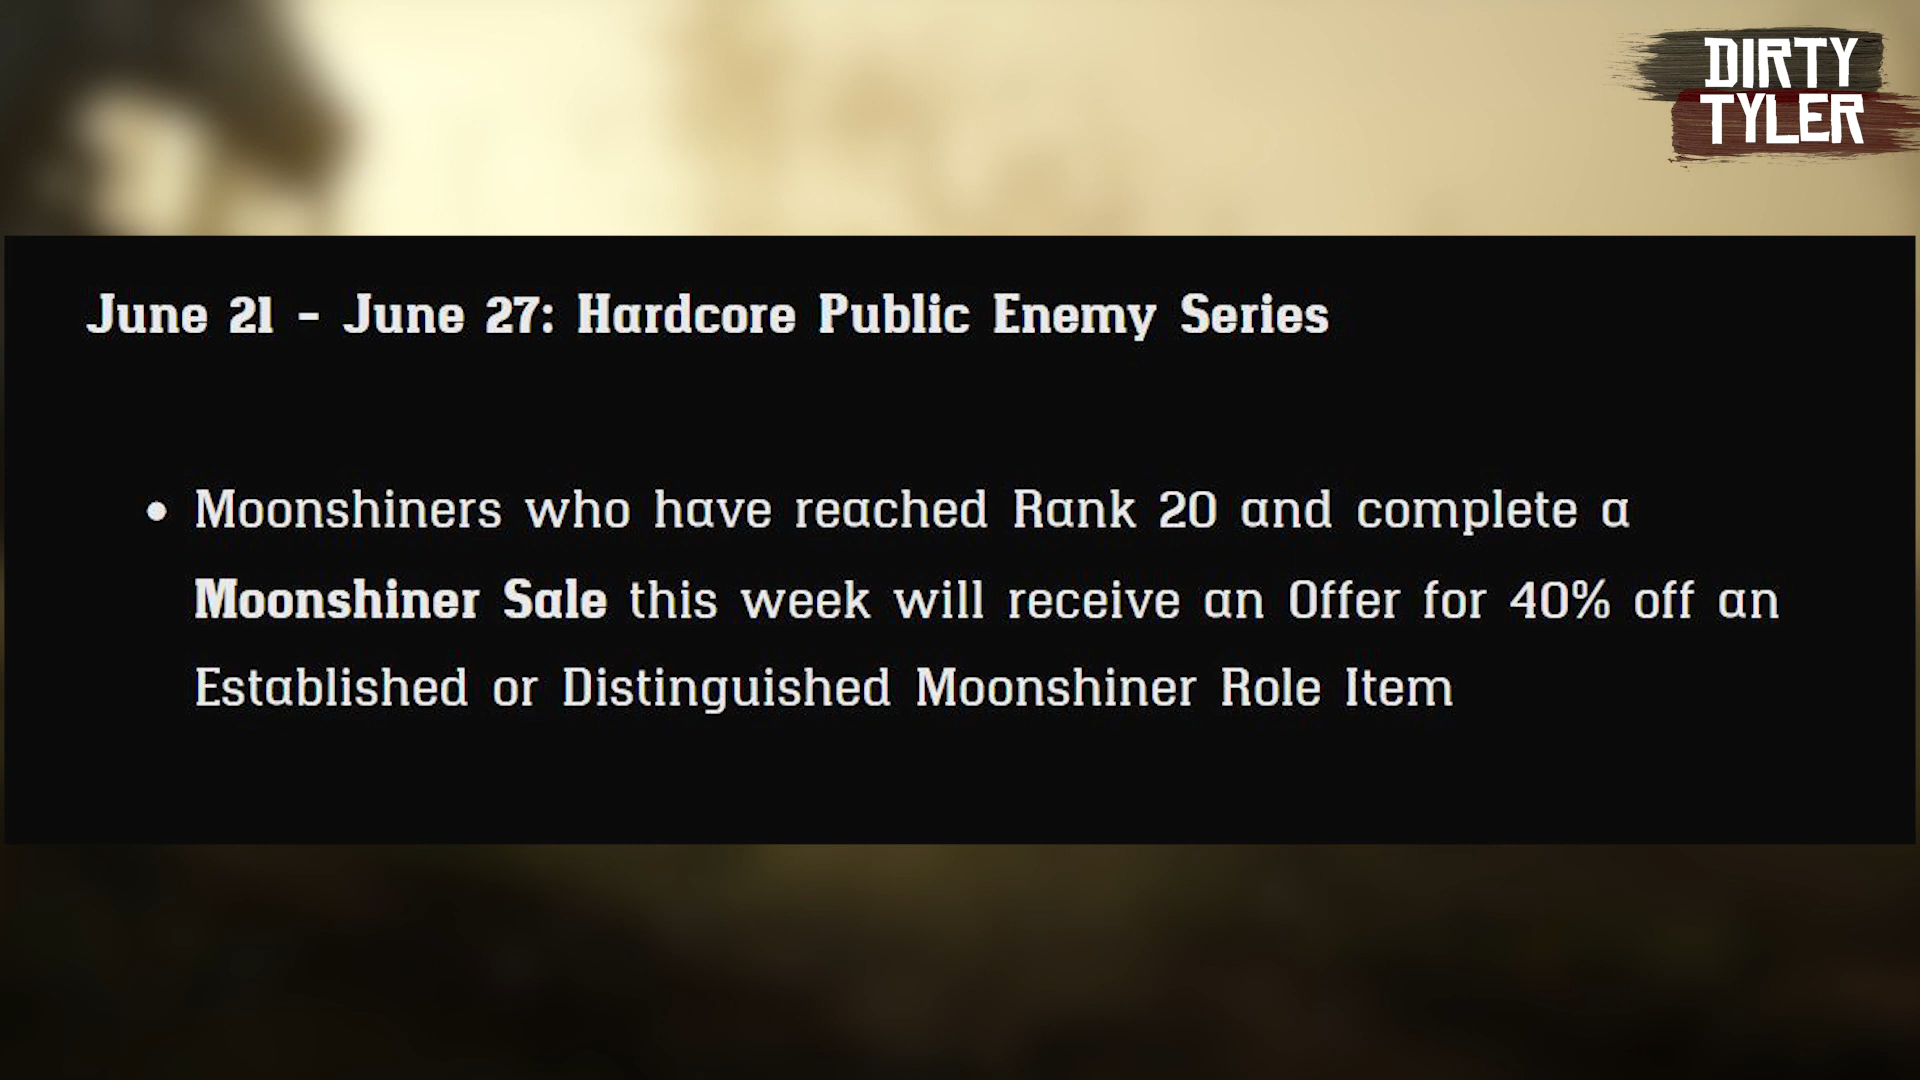 DIRTY
TYLER
June 21 - June 27: Hardcore Public Enemy Series
• Moonshiners who have reached Rank 20 and complete a
Moonshiner Sale this week will receive an Offer for 40% off an
Established or Distinguished Moonshiner Role Item